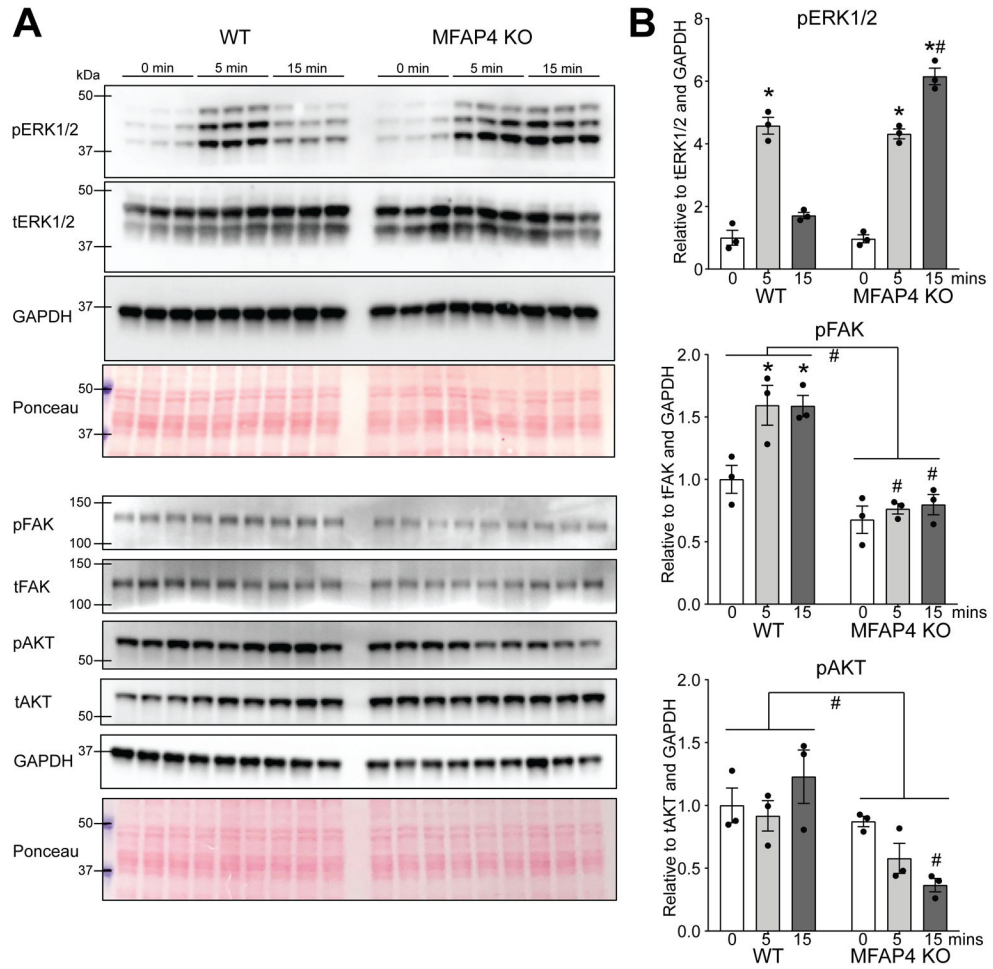 A
WT MFAP4 KO
0 min 5 min 15 min 0 min 5 min 15 min
kDa
50
pERK1/2
37
50
tERK1/2
37
37
GAPDH
50
Ponceau
37
150
pFAK
100
150
tFAK
100
pAKT
50
tAKT
50
37
GAPDH
50
Ponceau
37
B
pERK1/2
Relative to tERK1/2 and GAPDH
8
6
4
2
0
*
*
*#
0 5 15 0 5 15 mins
WT MFAP4 KO
pFAK
Relative to tFAK and GAPDH
2.0
1.5
1.0
0.5
0.0
#
* *
# #
0 5 15 0 5 15 mins
WT MFAP4 KO
pAKT
Relative to tAKT and GAPDH
2.0
1.5
1.0
0.5
0.0
#
#
0 5 15 0 5 15 mins
WT MFAP4 KO